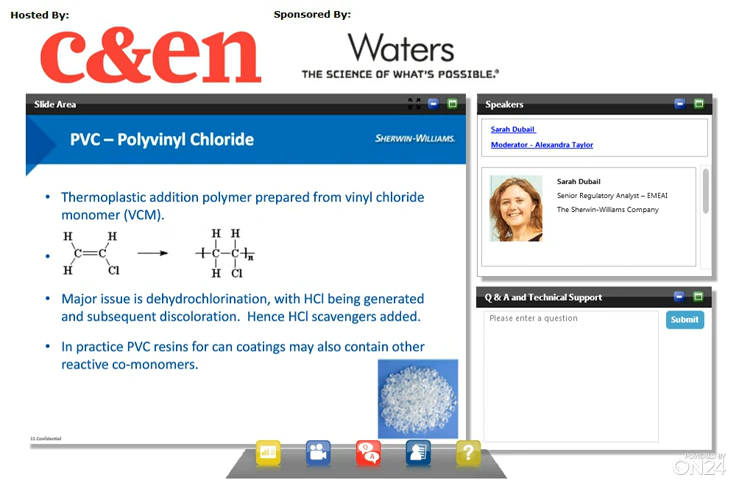 Hosted By:
Sponsored By:
c&en
Waters
THE SCIENCE OF WHAT'S POSSIBLE.®
Slide Area
PVC – Polyvinyl Chloride
SHERWIN-WILLIAMS.
• Thermoplastic addition polymer prepared from vinyl chloride
monomer (VCM).
H H H H
• C=C C–C n
H Cl H Cl
• Major issue is dehydrochlorination, with HCl being generated
and subsequent discoloration. Hence HCl scavengers added.
• In practice PVC resins for can coatings may also contain other
reactive co-monomers.
11 Confidential
Speakers
Sarah Dubail
Moderator - Alexandra Taylor
Sarah Dubail
Senior Regulatory Analyst – EMEAI
The Sherwin-Williams Company
Q & A and Technical Support
Please enter a question
Submit
Q
A
?
POWERED BY
ON24